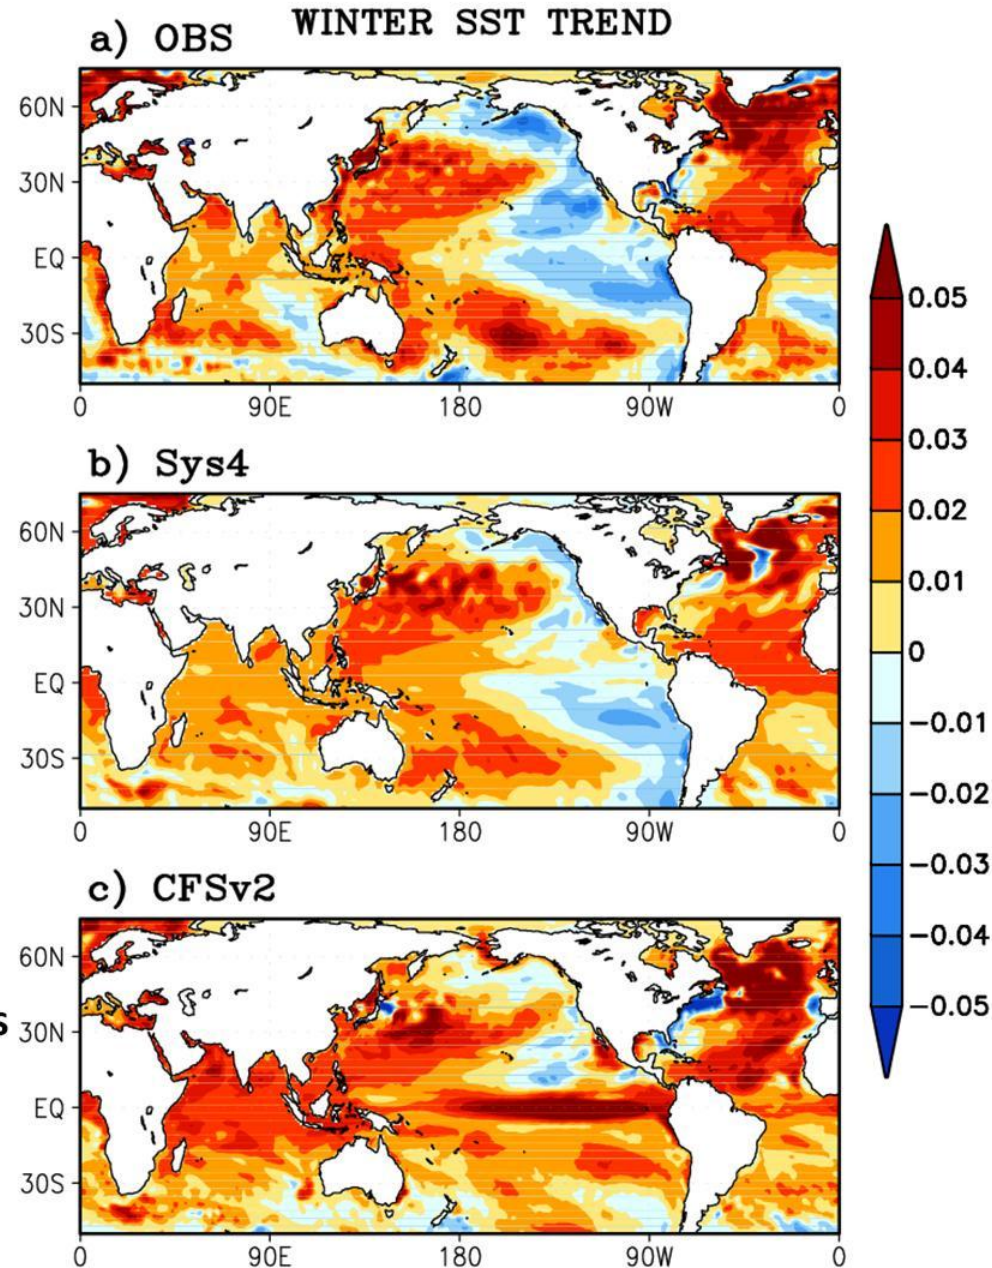 WINTER SST TREND
a) OBS
60N
30N
EQ
30S
0 90E 180 90W 0
b) Sys4
60N
30N
EQ
30S
0 90E 180 90W 0
c) CFSv2
60N
30N
EQ
30S
0 90E 180 90W 0
s
0.05
0.04
0.03
0.02
0.01
0
-0.01
-0.02
-0.03
-0.04
-0.05